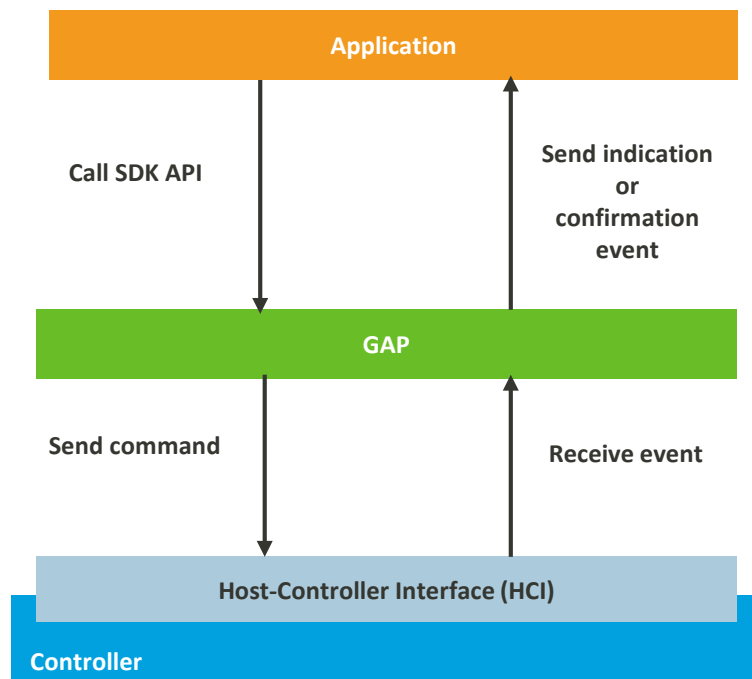 Application
Call SDK API
Send indication
or
confirmation
event
GAP
Send command
Receive event
Host-Controller Interface (HCI)
Controller